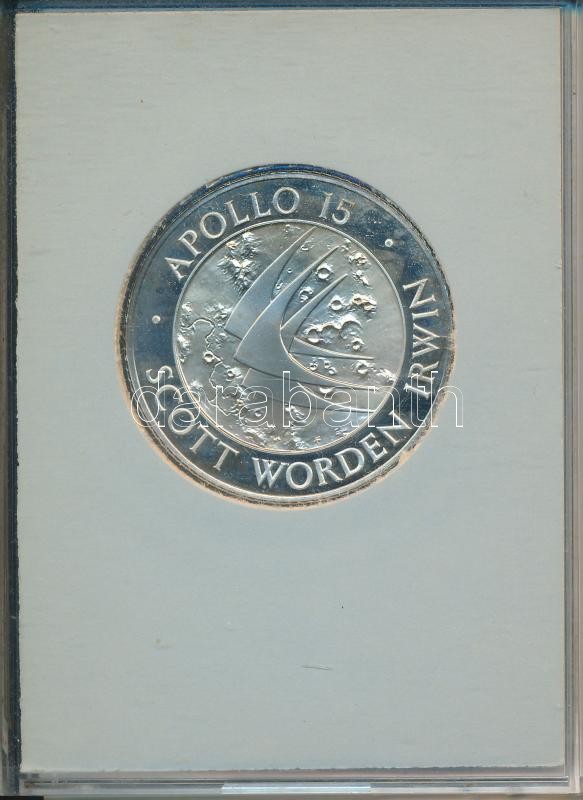 APOLLO 15
SCOTT WORDEN IRWIN
darabanth